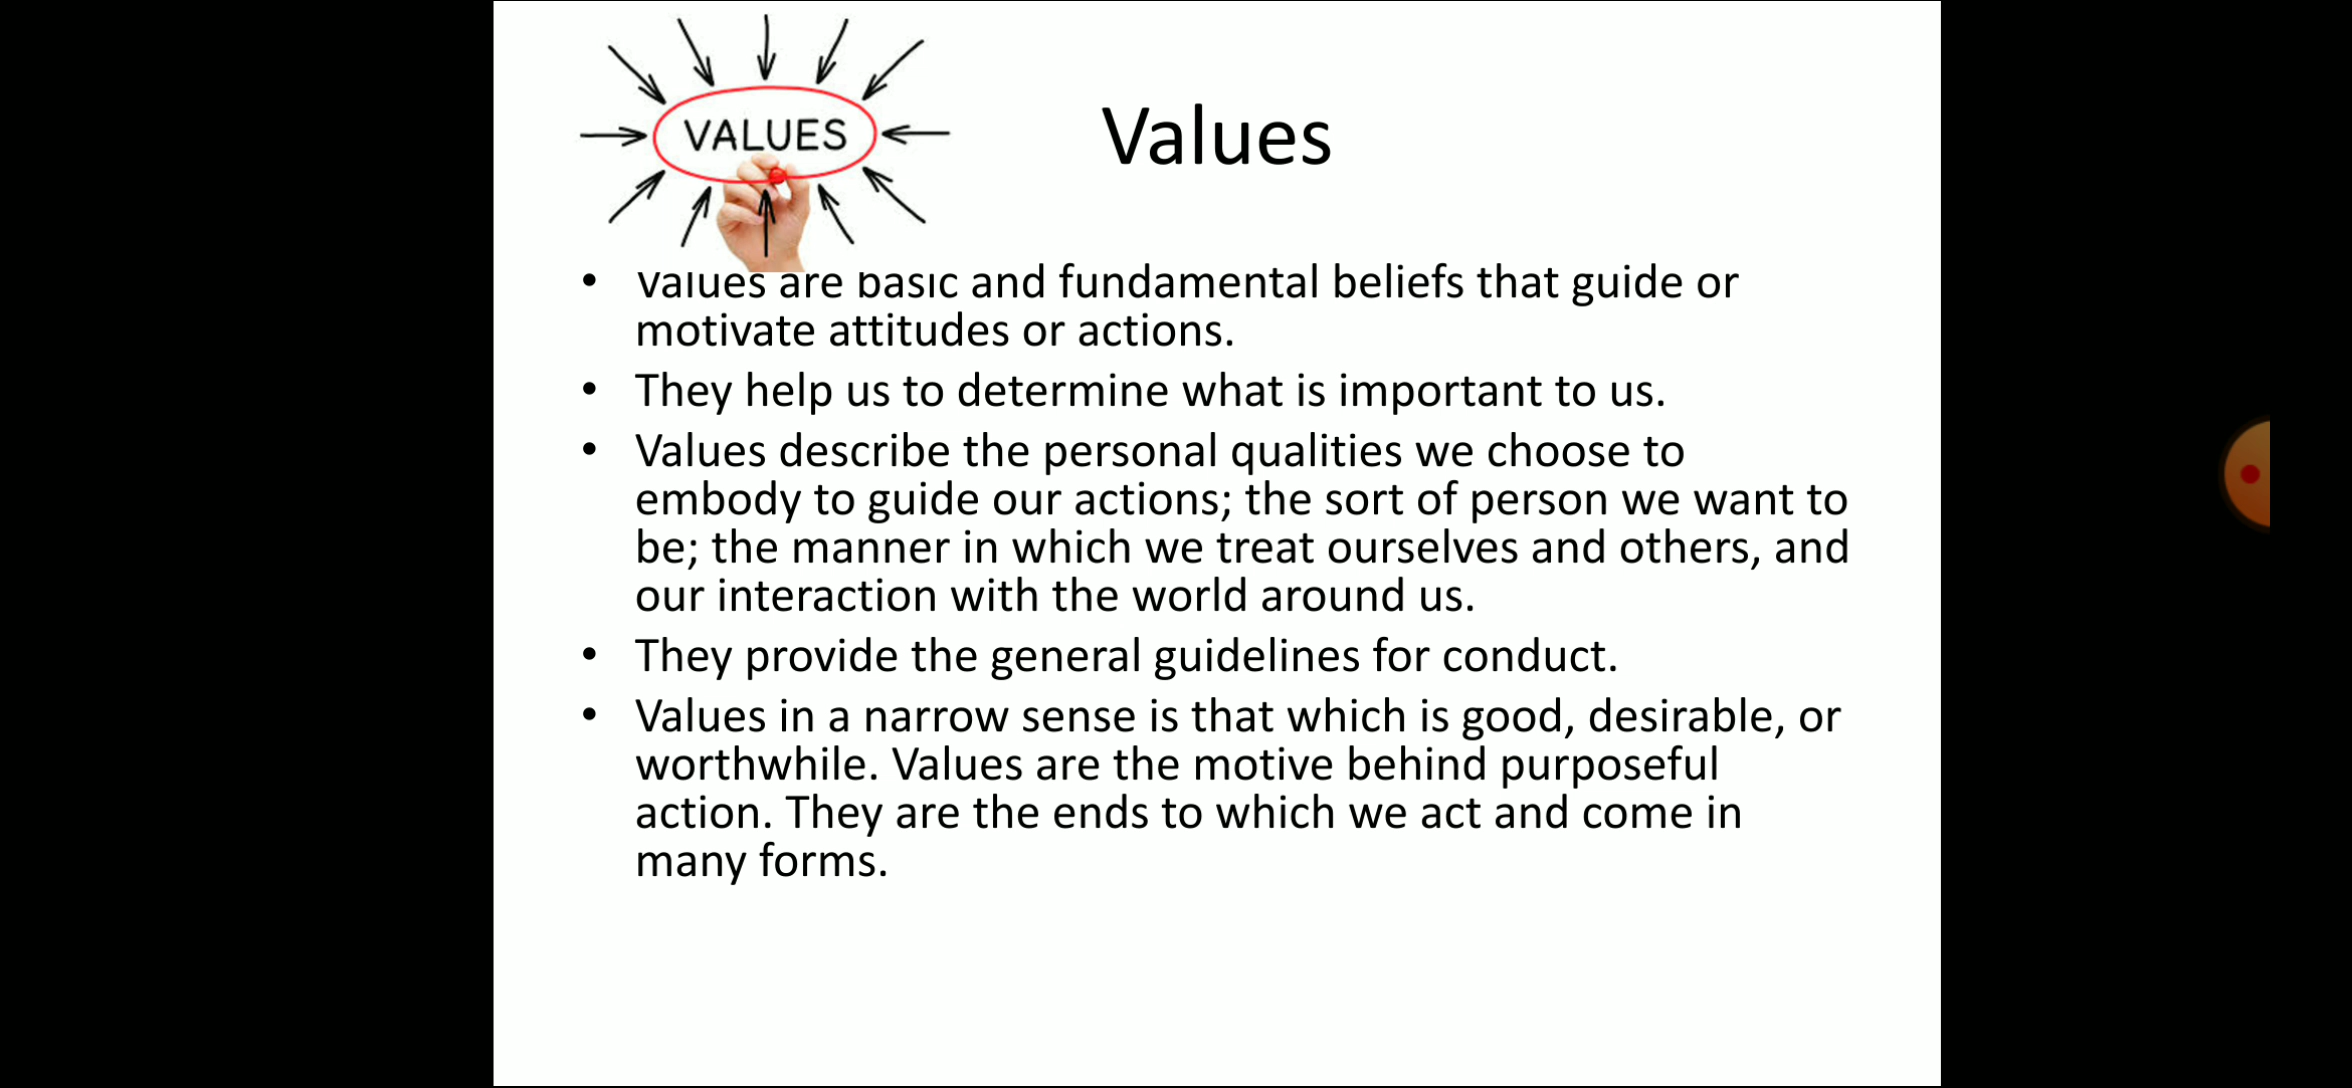 VALUES
Values
• Values are basic and fundamental beliefs that guide or
motivate attitudes or actions.
• They help us to determine what is important to us.
• Values describe the personal qualities we choose to
embody to guide our actions; the sort of person we want to
be; the manner in which we treat ourselves and others, and
our interaction with the world around us.
• They provide the general guidelines for conduct.
• Values in a narrow sense is that which is good, desirable, or
worthwhile. Values are the motive behind purposeful
action. They are the ends to which we act and come in
many forms.